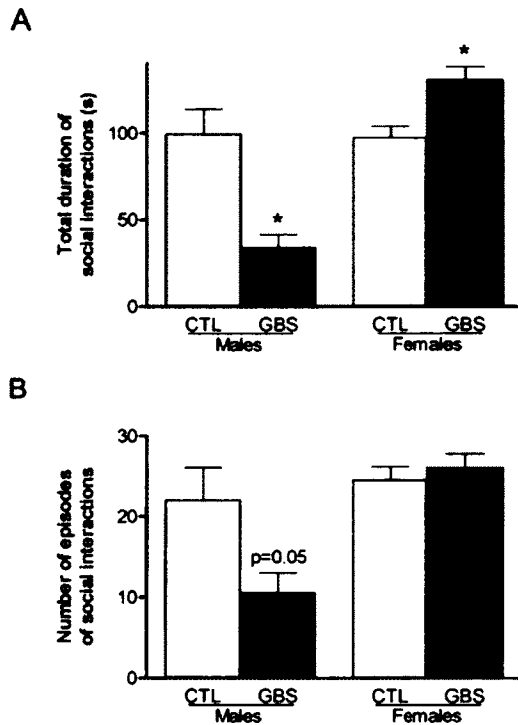 A
Total duration of
social interactions (s)
100
50
0
*
*
CTL GBS CTL GBS
Males Females
B
Number of episodes
of social interactions
30
20
10
0
p=0.05
CTL GBS CTL GBS
Males Females